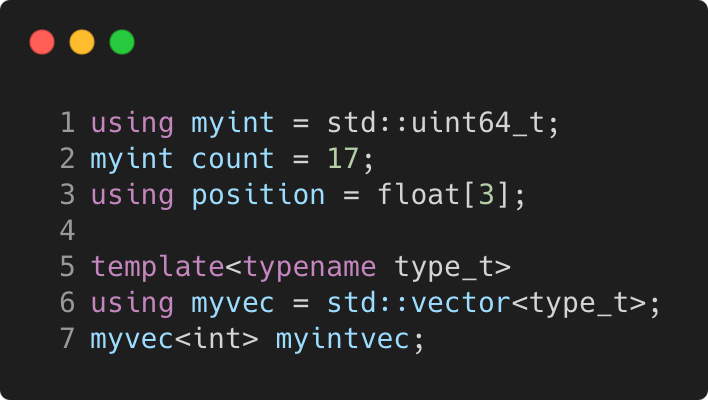 1 using myint = std::uint64_t;
2 myint count = 17;
3 using position = float[3];
4
5 template<typename type_t>
6 using myvec = std::vector<type_t>;
7 myvec<int> myintvec;